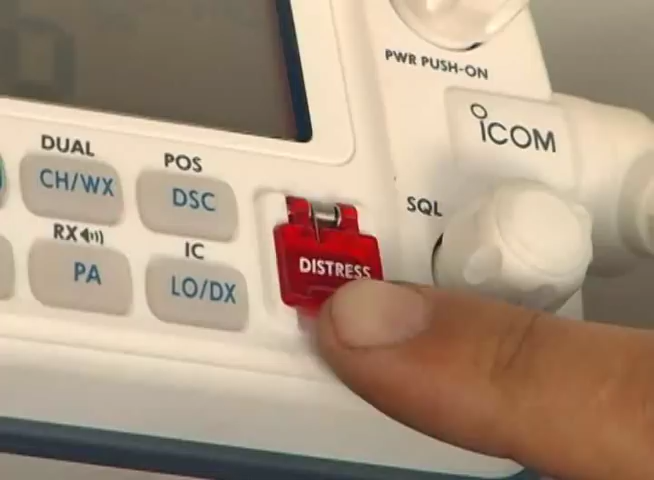 PWR PUSH-ON
ICOM
DUAL
POS
CH/WX
DSC
SQL
RX
IC
DISTRESS
PA
LO/DX